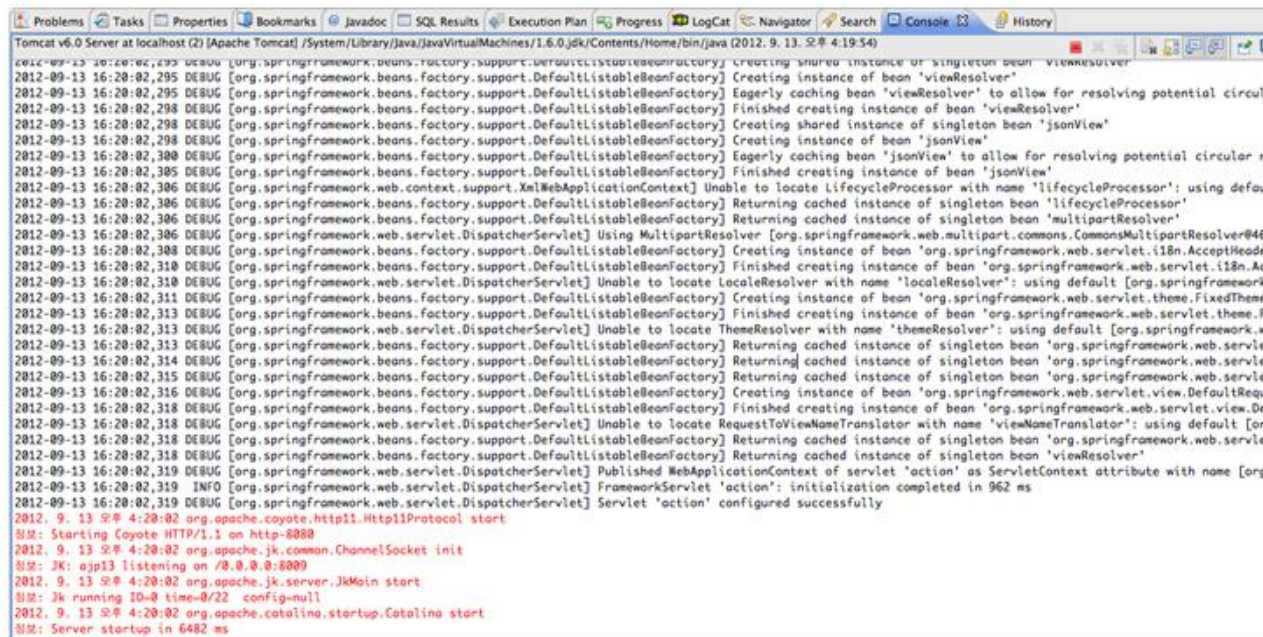 Problems Tasks Properties Bookmarks @ Javadoc SQL Results Execution Plan Progress LogCat Navigator Search Console History
Tomcat v6.0 Server at localhost (2) [Apache Tomcat] /System/Library/Java/JavaVirtualMachines/1.6.0.jdk/Contents/Home/bin/java (2012. 9. 13. 오후 4:19:54)
2012-09-13 16:20:02,295 DEBUG [org.springframework.beans.factory.support.DefaultListableBeanFactory] Creating shared instance of singleton bean 'viewResolver'
2012-09-13 16:20:02,295 DEBUG [org.springframework.beans.factory.support.DefaultListableBeanFactory] Creating instance of bean 'viewResolver'
2012-09-13 16:20:02,295 DEBUG [org.springframework.beans.factory.support.DefaultListableBeanFactory] Eagerly caching bean 'viewResolver' to allow for resolving potential circul
2012-09-13 16:20:02,298 DEBUG [org.springframework.beans.factory.support.DefaultListableBeanFactory] Finished creating instance of bean 'viewResolver'
2012-09-13 16:20:02,298 DEBUG [org.springframework.beans.factory.support.DefaultListableBeanFactory] Creating shared instance of singleton bean 'jsonView'
2012-09-13 16:20:02,298 DEBUG [org.springframework.beans.factory.support.DefaultListableBeanFactory] Creating instance of bean 'jsonView'
2012-09-13 16:20:02,300 DEBUG [org.springframework.beans.factory.support.DefaultListableBeanFactory] Eagerly caching bean 'jsonView' to allow for resolving potential circular r
2012-09-13 16:20:02,305 DEBUG [org.springframework.beans.factory.support.DefaultListableBeanFactory] Finished creating instance of bean 'jsonView'
2012-09-13 16:20:02,306 DEBUG [org.springframework.web.context.support.XmlWebApplicationContext] Unable to locate LifecycleProcessor with name 'lifecycleProcessor': using defau
2012-09-13 16:20:02,306 DEBUG [org.springframework.beans.factory.support.DefaultListableBeanFactory] Returning cached instance of singleton bean 'lifecycleProcessor'
2012-09-13 16:20:02,306 DEBUG [org.springframework.beans.factory.support.DefaultListableBeanFactory] Returning cached instance of singleton bean 'multipartResolver'
2012-09-13 16:20:02,306 DEBUG [org.springframework.web.servlet.DispatcherServlet] Using MultipartResolver [org.springframework.web.multipart.commons.CommonsMultipartResolver@46
2012-09-13 16:20:02,308 DEBUG [org.springframework.beans.factory.support.DefaultListableBeanFactory] Creating instance of bean 'org.springframework.web.servlet.i18n.AcceptHeade
2012-09-13 16:20:02,310 DEBUG [org.springframework.beans.factory.support.DefaultListableBeanFactory] Finished creating instance of bean 'org.springframework.web.servlet.i18n.Ac
2012-09-13 16:20:02,310 DEBUG [org.springframework.web.servlet.DispatcherServlet] Unable to locate LocaleResolver with name 'localeResolver': using default [org.springframework
2012-09-13 16:20:02,311 DEBUG [org.springframework.beans.factory.support.DefaultListableBeanFactory] Creating instance of bean 'org.springframework.web.servlet.theme.FixedTheme
2012-09-13 16:20:02,313 DEBUG [org.springframework.beans.factory.support.DefaultListableBeanFactory] Finished creating instance of bean 'org.springframework.web.servlet.theme.F
2012-09-13 16:20:02,313 DEBUG [org.springframework.web.servlet.DispatcherServlet] Unable to locate ThemeResolver with name 'themeResolver': using default [org.springframework.w
2012-09-13 16:20:02,313 DEBUG [org.springframework.beans.factory.support.DefaultListableBeanFactory] Returning cached instance of singleton bean 'org.springframework.web.servle
2012-09-13 16:20:02,314 DEBUG [org.springframework.beans.factory.support.DefaultListableBeanFactory] Returning cached instance of singleton bean 'org.springframework.web.servle
2012-09-13 16:20:02,315 DEBUG [org.springframework.beans.factory.support.DefaultListableBeanFactory] Returning cached instance of singleton bean 'org.springframework.web.servle
2012-09-13 16:20:02,316 DEBUG [org.springframework.beans.factory.support.DefaultListableBeanFactory] Creating instance of bean 'org.springframework.web.servlet.view.DefaultRequ
2012-09-13 16:20:02,318 DEBUG [org.springframework.beans.factory.support.DefaultListableBeanFactory] Finished creating instance of bean 'org.springframework.web.servlet.view.De
2012-09-13 16:20:02,318 DEBUG [org.springframework.web.servlet.DispatcherServlet] Unable to locate RequestToViewNameTranslator with name 'viewNameTranslator': using default [or
2012-09-13 16:20:02,318 DEBUG [org.springframework.beans.factory.support.DefaultListableBeanFactory] Returning cached instance of singleton bean 'org.springframework.web.servle
2012-09-13 16:20:02,318 DEBUG [org.springframework.beans.factory.support.DefaultListableBeanFactory] Returning cached instance of singleton bean 'viewResolver'
2012-09-13 16:20:02,319 DEBUG [org.springframework.web.servlet.DispatcherServlet] Published WebApplicationContext of servlet 'action' as ServletContext attribute with name [org
2012-09-13 16:20:02,319 INFO [org.springframework.web.servlet.DispatcherServlet] FrameworkServlet 'action': initialization completed in 962 ms
2012-09-13 16:20:02,319 DEBUG [org.springframework.web.servlet.DispatcherServlet] Servlet 'action' configured successfully
2012. 9. 13 오후 4:20:02 org.apache.coyote.http11.Http11Protocol start
정보: Starting Coyote HTTP/1.1 on http-8080
2012. 9. 13 오후 4:20:02 org.apache.jk.common.ChannelSocket init
정보: JK: ajp13 listening on /0.0.0.0:8009
2012. 9. 13 오후 4:20:02 org.apache.jk.server.JkMain start
정보: Jk running ID=0 time=0/22 config=null
2012. 9. 13 오후 4:20:02 org.apache.catalina.startup.Catalina start
정보: Server startup in 6482 ms